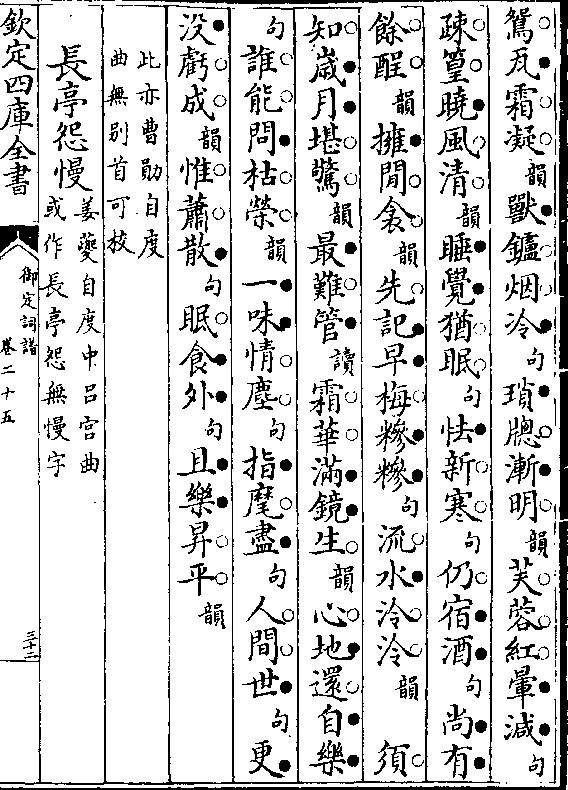 鴛瓦霜凝韻獸鑪烟冷句瑣牕漸明韻芙蓉紅暈減句
疎篁曉風清韻睡覺猶眠句怯新寒句仍宿酒句尚有
餘酲韻擁閒衾韻先記早梅糝糝句流水泠泠韻　須
知嵗月堪驚韻最難管讀霜華滿鏡生韻心地還自樂
句誰能問枯榮韻一味情塵句指麾盡句人間世句更
没虧成韻惟蕭散句眠食外句且樂昇平韻
此亦曹勛自度
曲無别首可挍
長亭怨慢
姜夔自度中呂宮曲
或作長亭怨無慢字
欽定四庫全書
御定詞譜
卷二十五
三十二